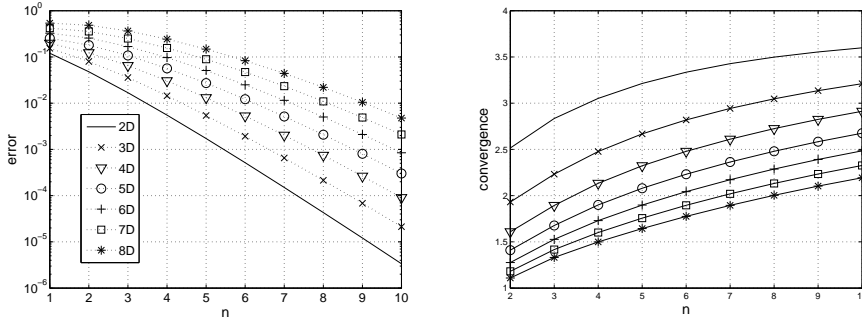 10^0
10^-1
10^-2
10^-3
10^-4
10^-5
10^-6
error
1 2 3 4 5 6 7 8 9 10
n
2D
3D
4D
5D
6D
7D
8D
4
3.5
3
2.5
2
1.5
1
convergence
2 3 4 5 6 7 8 9 1
n